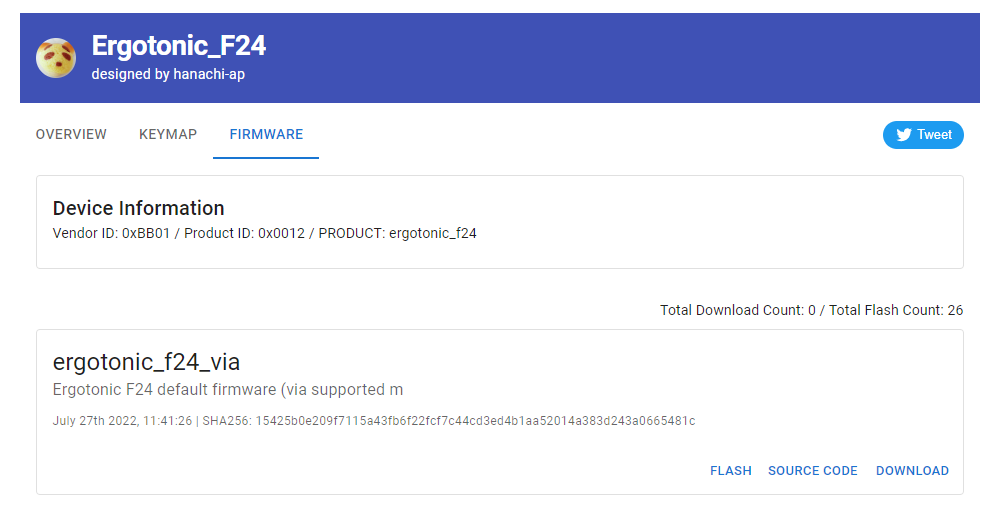 Ergotonic_F24
designed by hanachi-ap
OVERVIEW KEYMAP FIRMWARE Tweet
Device Information
Vendor ID: 0xBB01 / Product ID: 0x0012 / PRODUCT: ergotonic_f24
Total Download Count: 0 / Total Flash Count: 26
ergotonic_f24_via
Ergotonic F24 default firmware (via supported m
July 27th 2022, 11:41:26 | SHA256: 15425b0e209f7115a43fb6f22fcf7c44cd3ed4b1aa52014a383d243a0665481c
FLASH SOURCE CODE DOWNLOAD